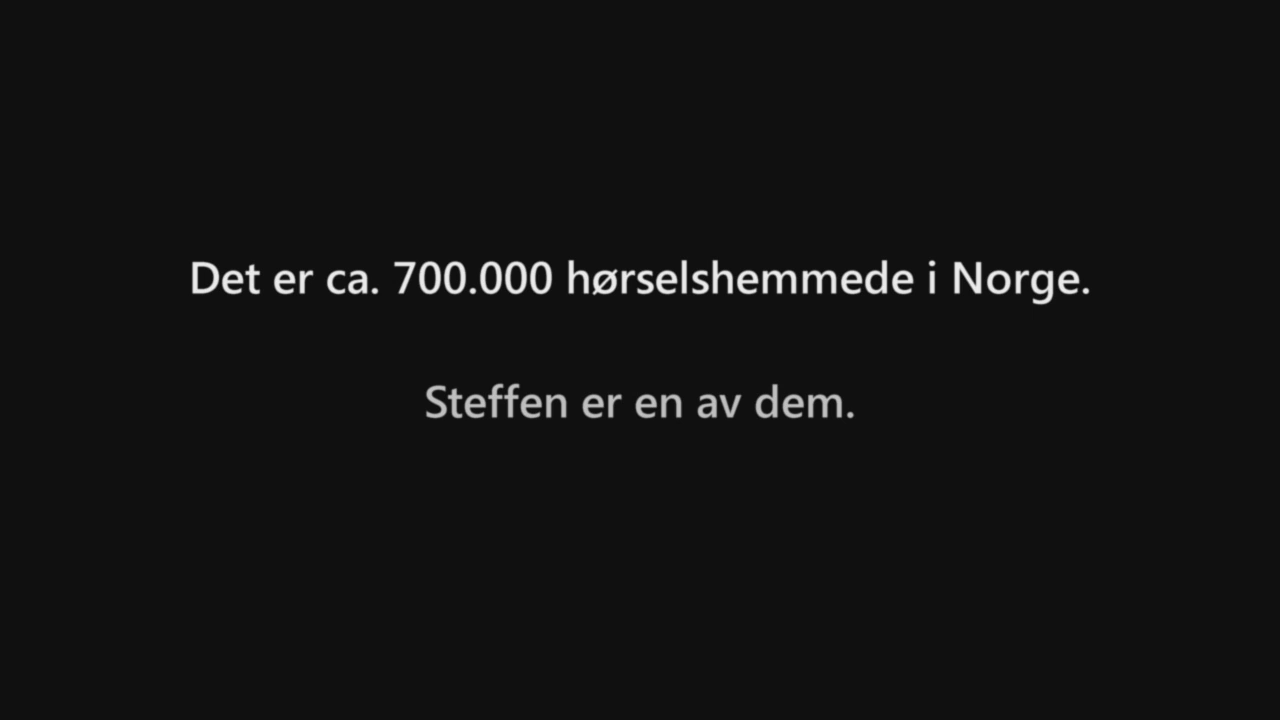 Det er ca. 700.000 hørselshemmede i Norge.
Steffen er en av dem.